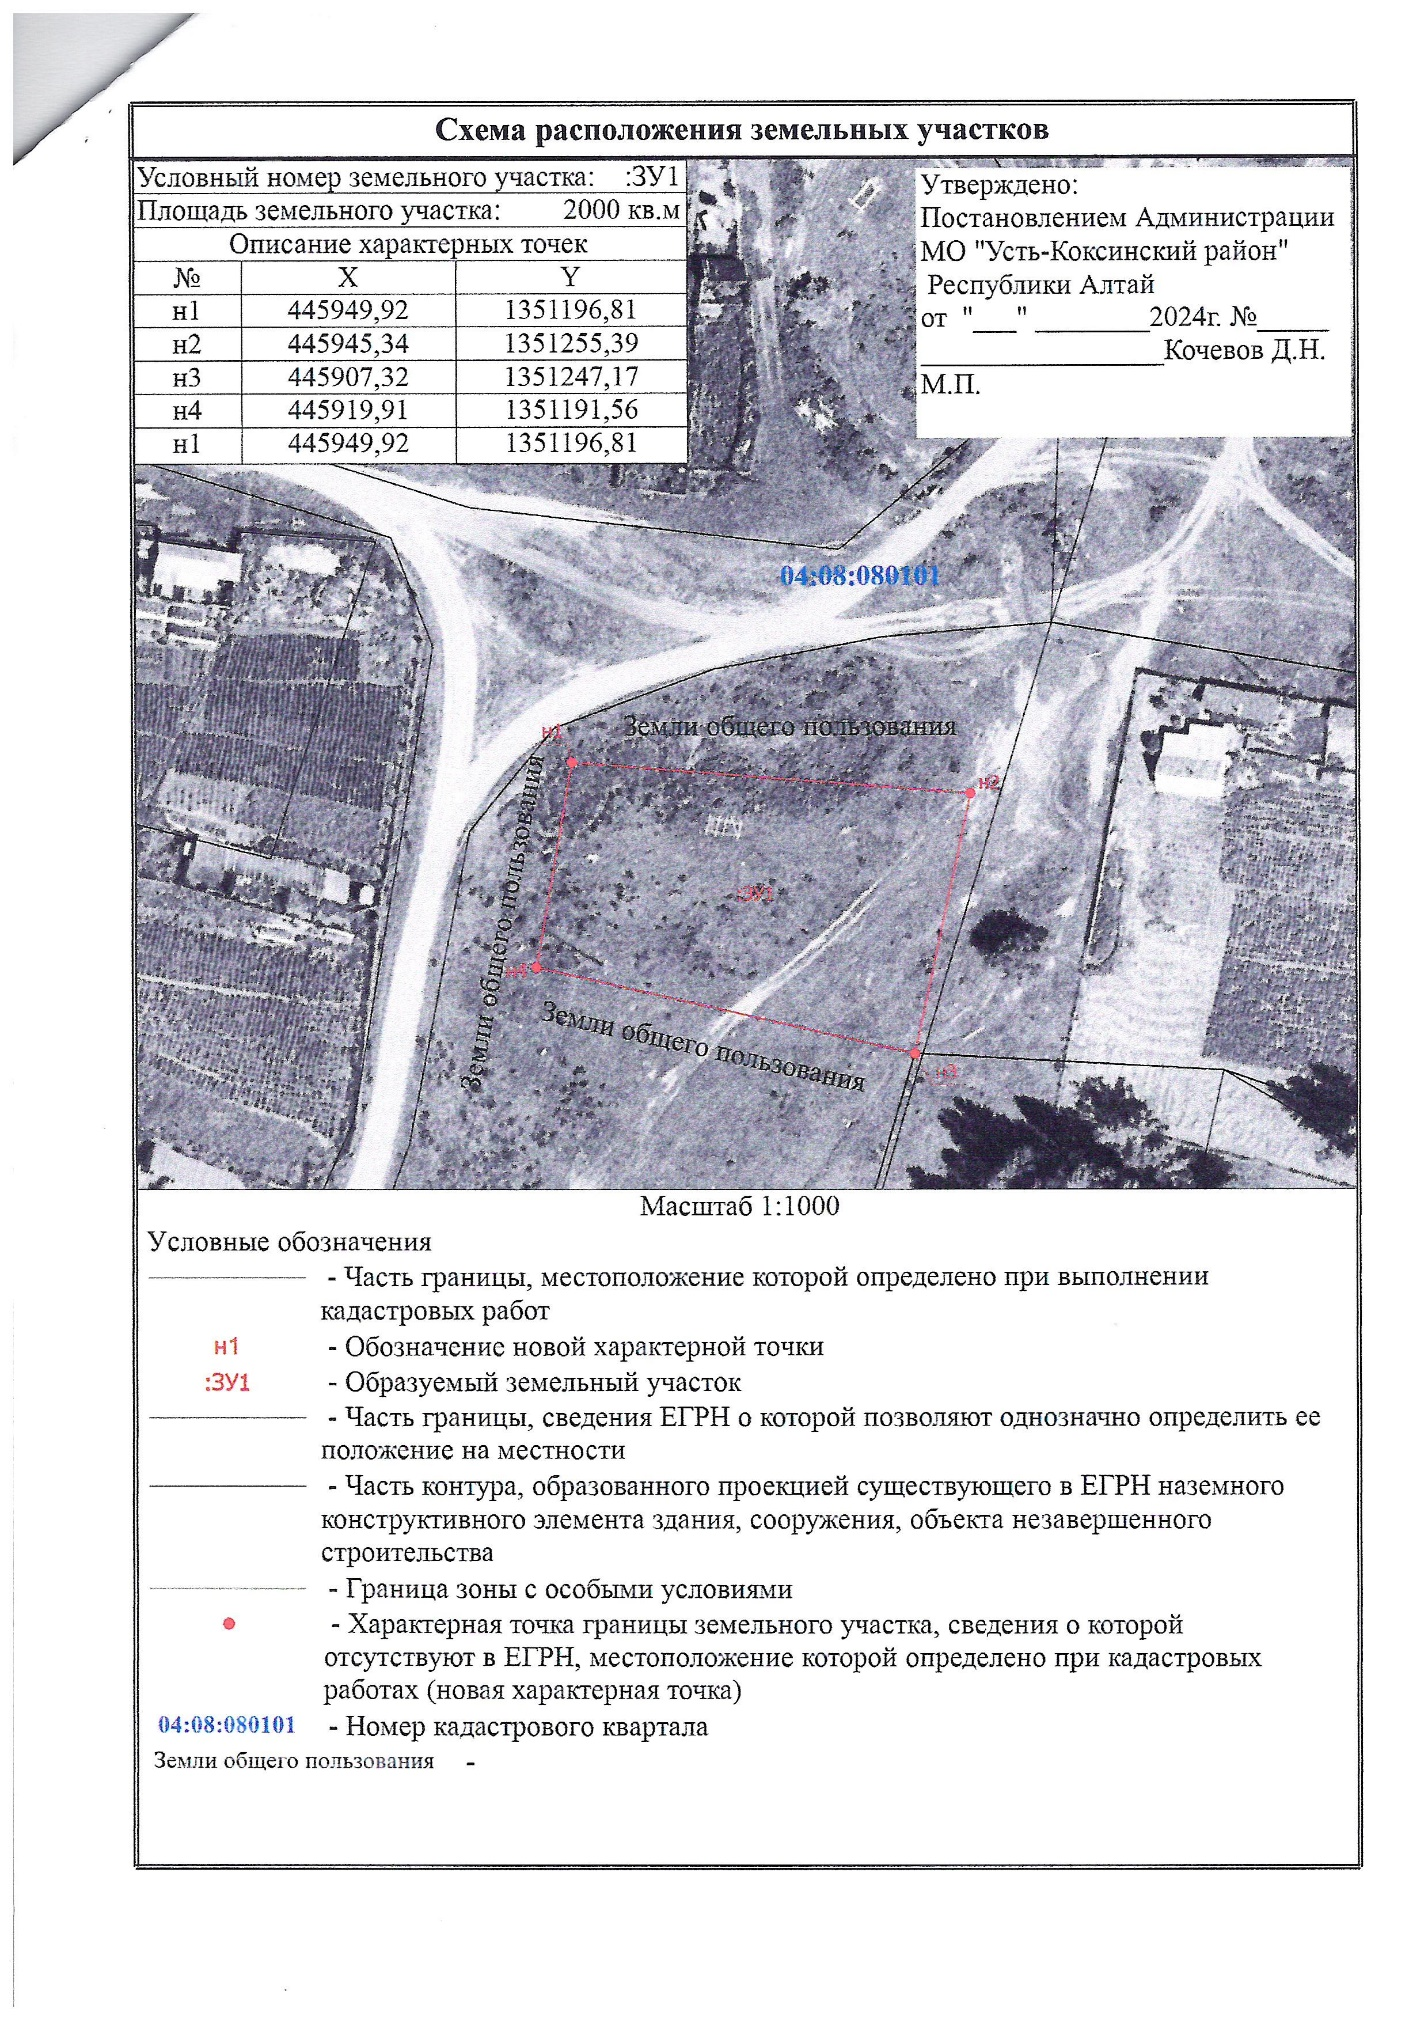 Схема расположения земельных участков
Условный номер земельного участка: :ЗУ1
Площадь земельного участка: 2000 кв.м
Описание характерных точек
№ X Y
н1 445949,92 1351196,81
н2 445945,34 1351255,39
н3 445907,32 1351247,17
н4 445919,91 1351191,56
н1 445949,92 1351196,81
Утверждено:
Постановлением Администрации
МО "Усть-Коксинский район"
Республики Алтай
от "___" ________2024г. №_____
_________________Кочевов Д.Н.
М.П.
04:08:080101
Земли общего пользования
н1
н2
Земли общего пользования
:ЗУ1
н4
Земли общего пользования
н3
Масштаб 1:1000
Условные обозначения
- Часть границы, местоположение которой определено при выполнении
кадастровых работ
н1 - Обозначение новой характерной точки
:ЗУ1 - Образуемый земельный участок
- Часть границы, сведения ЕГРН о которой позволяют однозначно определить ее
положение на местности
- Часть контура, образованного проекцией существующего в ЕГРН наземного
конструктивного элемента здания, сооружения, объекта незавершенного
строительства
- Граница зоны с особыми условиями
- Характерная точка границы земельного участка, сведения о которой
отсутствуют в ЕГРН, местоположение которой определено при кадастровых
работах (новая характерная точка)
04:08:080101 - Номер кадастрового квартала
Земли общего пользования -